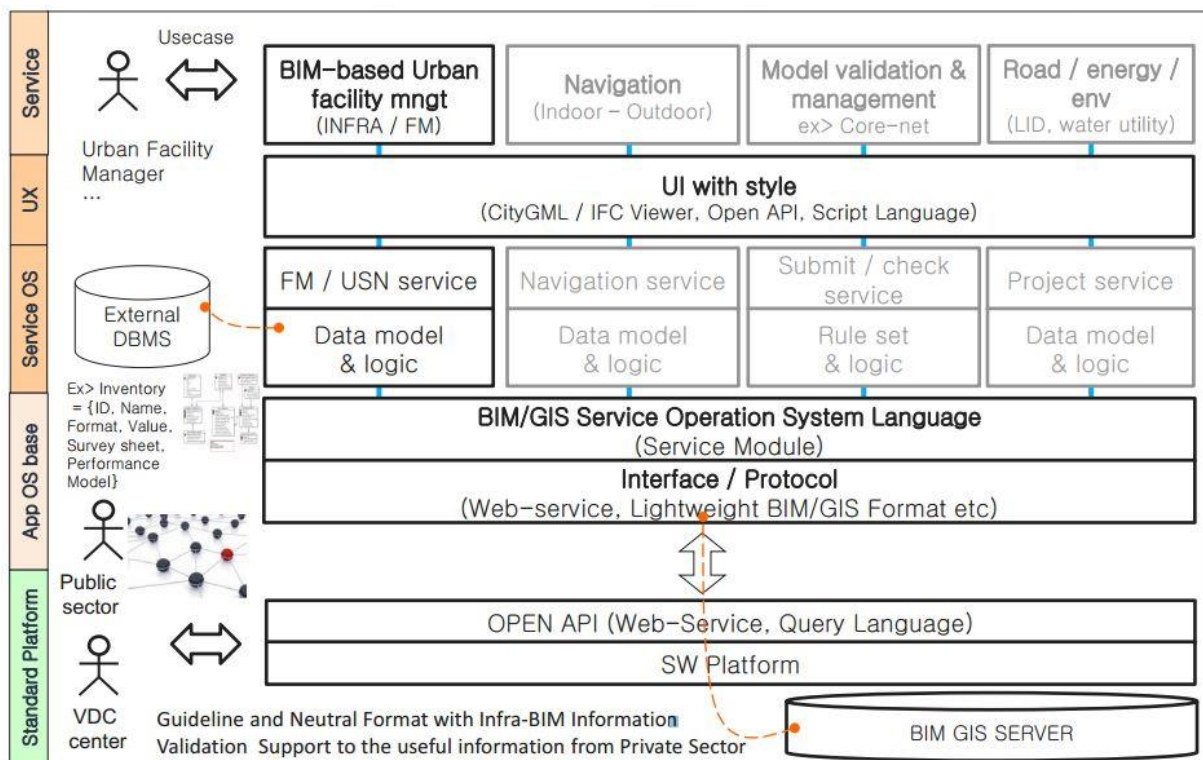 Service
Usecase
Urban Facility
Manager
...
BIM-based Urban
facility mngt
(INFRA / FM)
Navigation
(Indoor - Outdoor)
Model validation &
management
ex> Core-net
Road / energy /
env
(LID, water utility)
UX
UI with style
(CityGML / IFC Viewer, Open API, Script Language)
Service OS
External
DBMS
FM / USN service
Data model
& logic
Navigation service
Data model
& logic
Submit / check
service
Rule set
& logic
Project service
Data model
& logic
App OS base
Ex> Inventory
= {ID, Name,
Format, Value,
Survey sheet,
Performance
Model}
BIM/GIS Service Operation System Language
(Service Module)
Interface / Protocol
(Web-service, Lightweight BIM/GIS Format etc)
Public
sector
Standard Platform
OPEN API (Web-Service, Query Language)
SW Platform
VDC
center
Guideline and Neutral Format with Infra-BIM Information
Validation Support to the useful information from Private Sector
BIM GIS SERVER